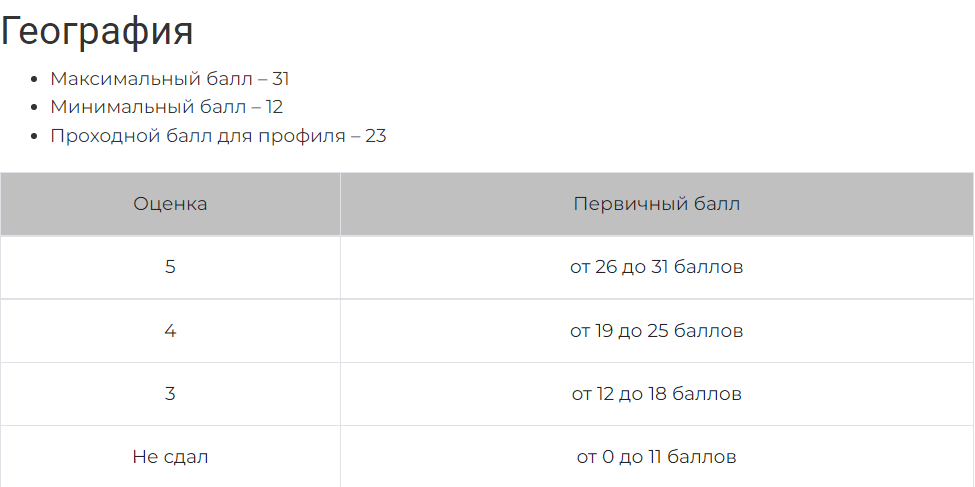 География
Максимальный балл – 31
Минимальный балл – 12
Проходной балл для профиля – 23
Оценка Первичный балл
5 от 26 до 31 баллов
4 от 19 до 25 баллов
3 от 12 до 18 баллов
Не сдал от 0 до 11 баллов